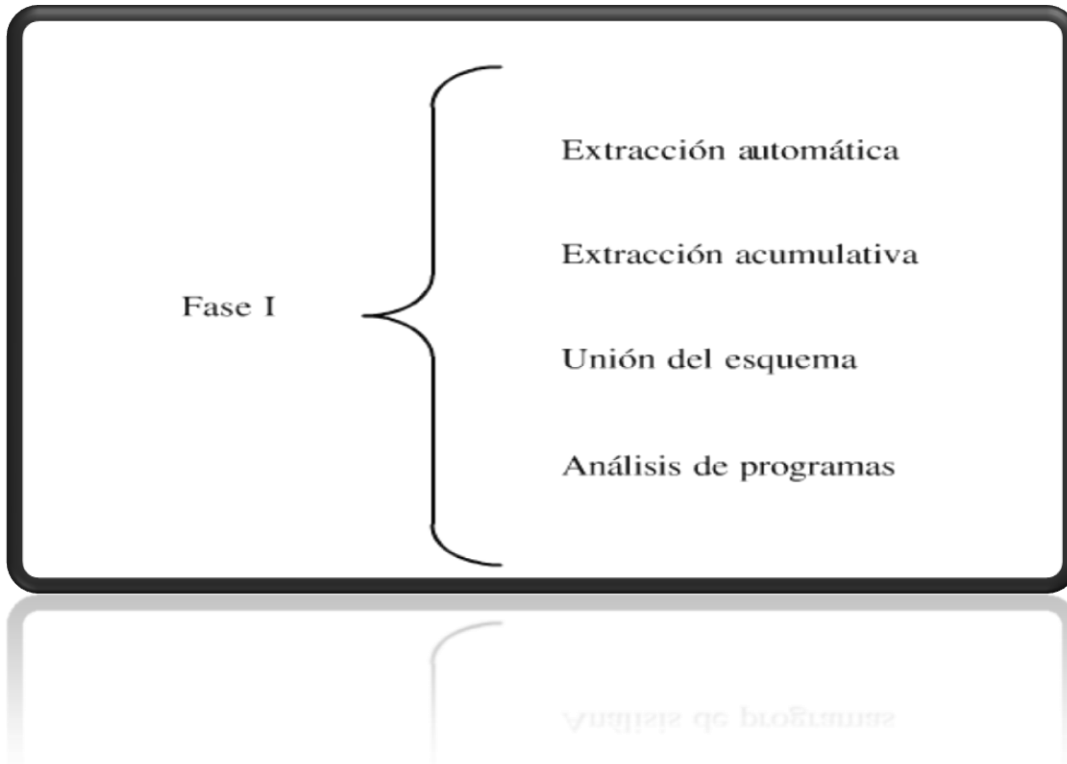 Extracción automática
Extracción acumulativa
Fase I
Unión del esquema
Análisis de programas